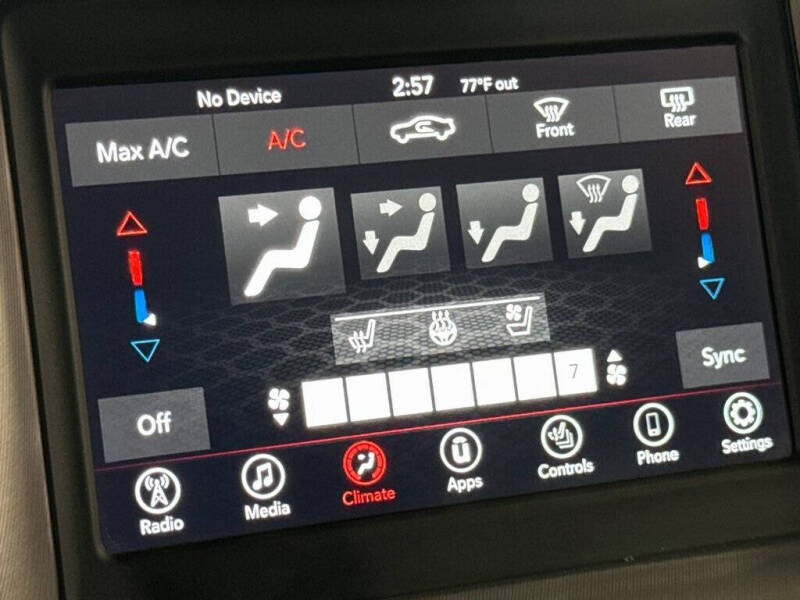 No Device 2:57 77°F out
Max A/C A/C Front Rear
7
Off Sync
Radio Media Climate Apps Controls Phone Settings